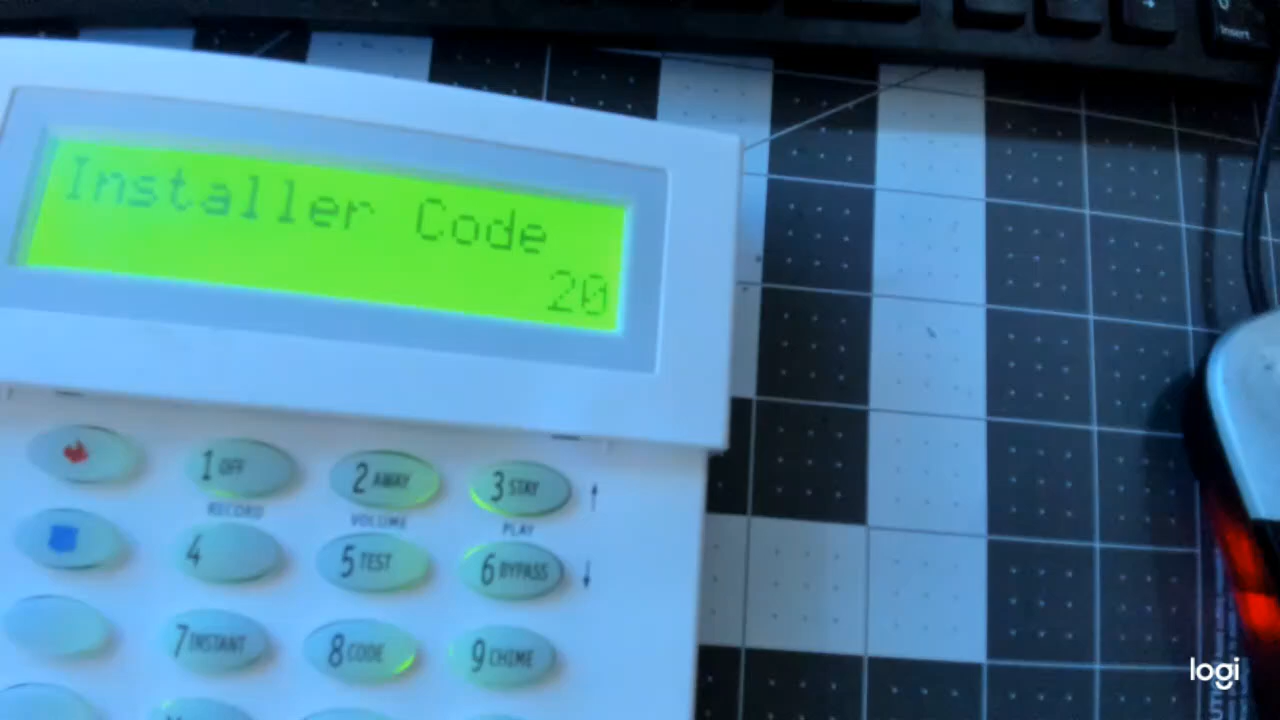 Insert
Installer Code
20
1 OFF
2 AWAY
3 STAY
↑
RECORD
VOLUME
PLAY
4
5 TEST
6 BYPASS
↓
7 INSTANT
8 CODE
9 CHIME
logi